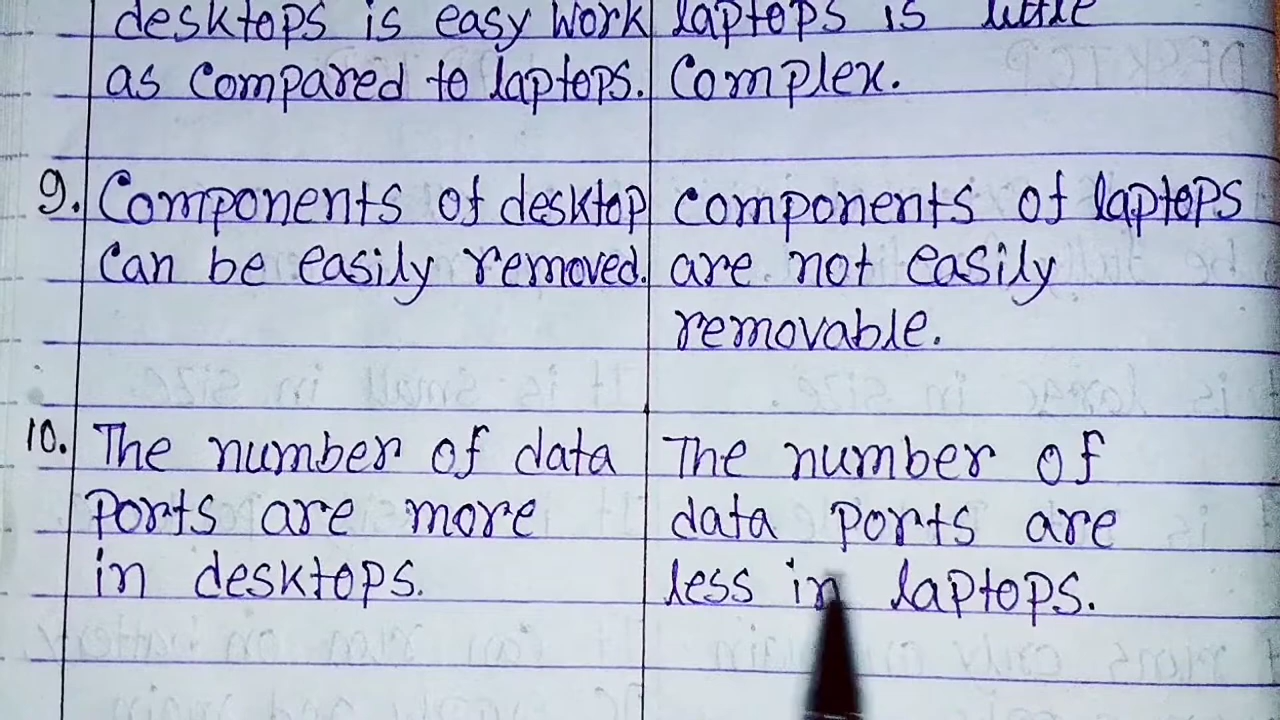 desktops is easy work
as compared to laptops.
laptops is little
complex.
9. Components of desktop
can be easily removed.
components of laptops
are not easily
removable.
10. The number of data
ports are more
in desktops.
The number of
data ports are
less in laptops.